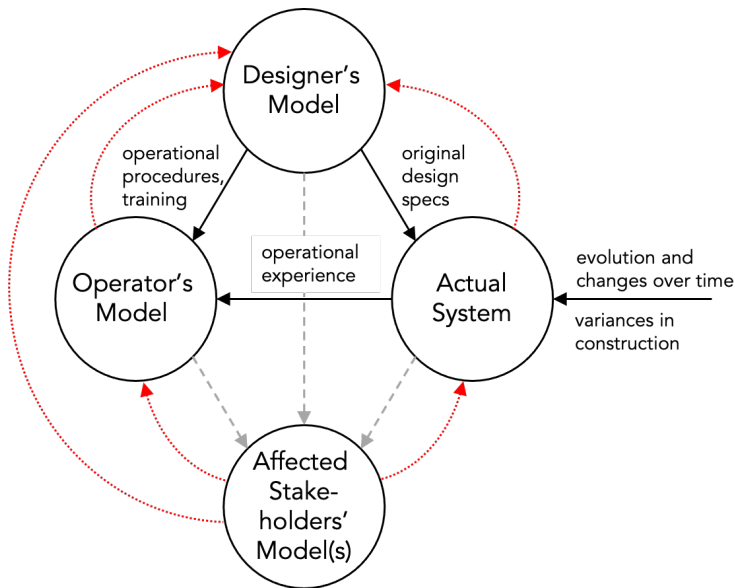 Designer's
Model
operational
procedures,
training
original
design
specs
operational
experience
Operator's
Model
Actual
System
evolution and
changes over time
variances in
construction
Affected
Stake-
holders'
Model(s)